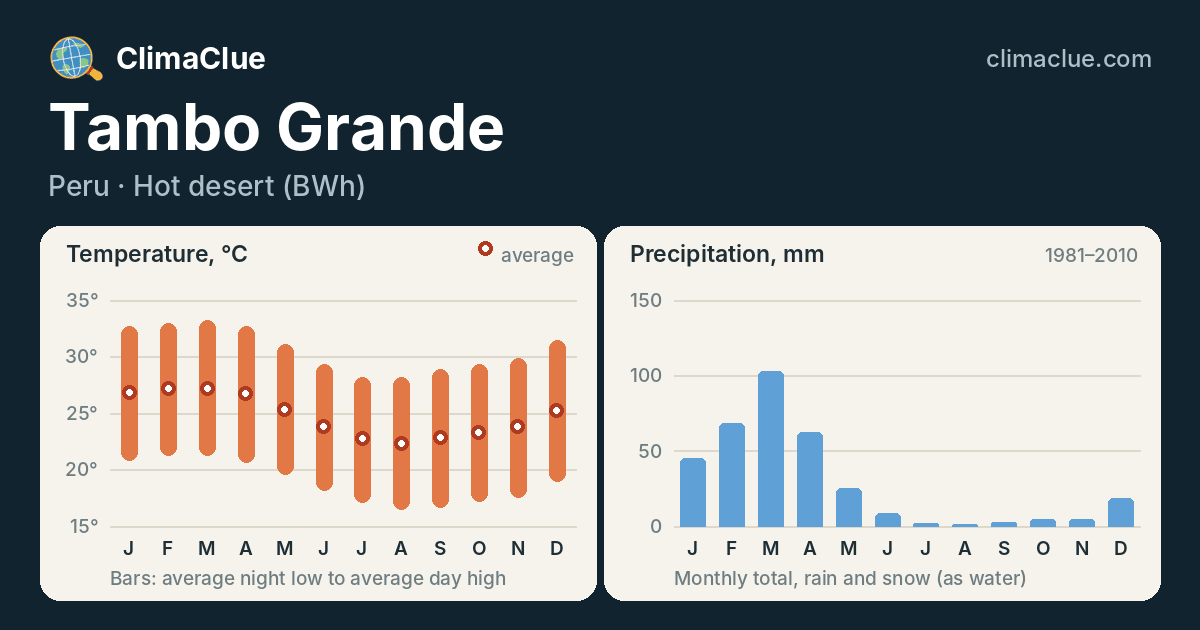 ClimaClue
climaclue.com
Tambo Grande
Peru · Hot desert (BWh)
Temperature, °C
average
35°
30°
25°
20°
15°
J F M A M J J A S O N D
Bars: average night low to average day high
Precipitation, mm
1981–2010
150
100
50
0
J F M A M J J A S O N D
Monthly total, rain and snow (as water)